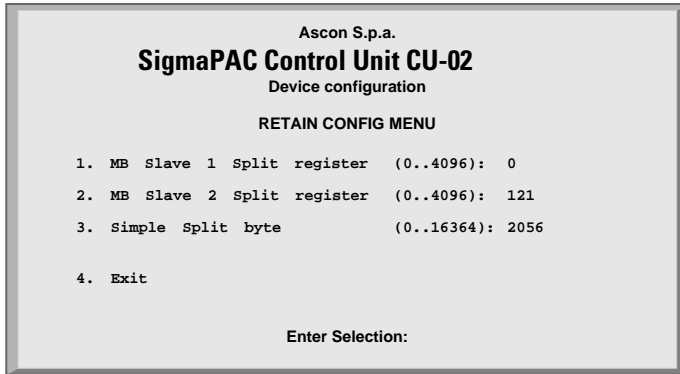 Ascon S.p.a.
SigmaPAC Control Unit CU-02
Device configuration
RETAIN CONFIG MENU
1. MB Slave 1 Split register (0..4096): 0
2. MB Slave 2 Split register (0..4096): 121
3. Simple Split byte (0..16364): 2056
4. Exit
Enter Selection: